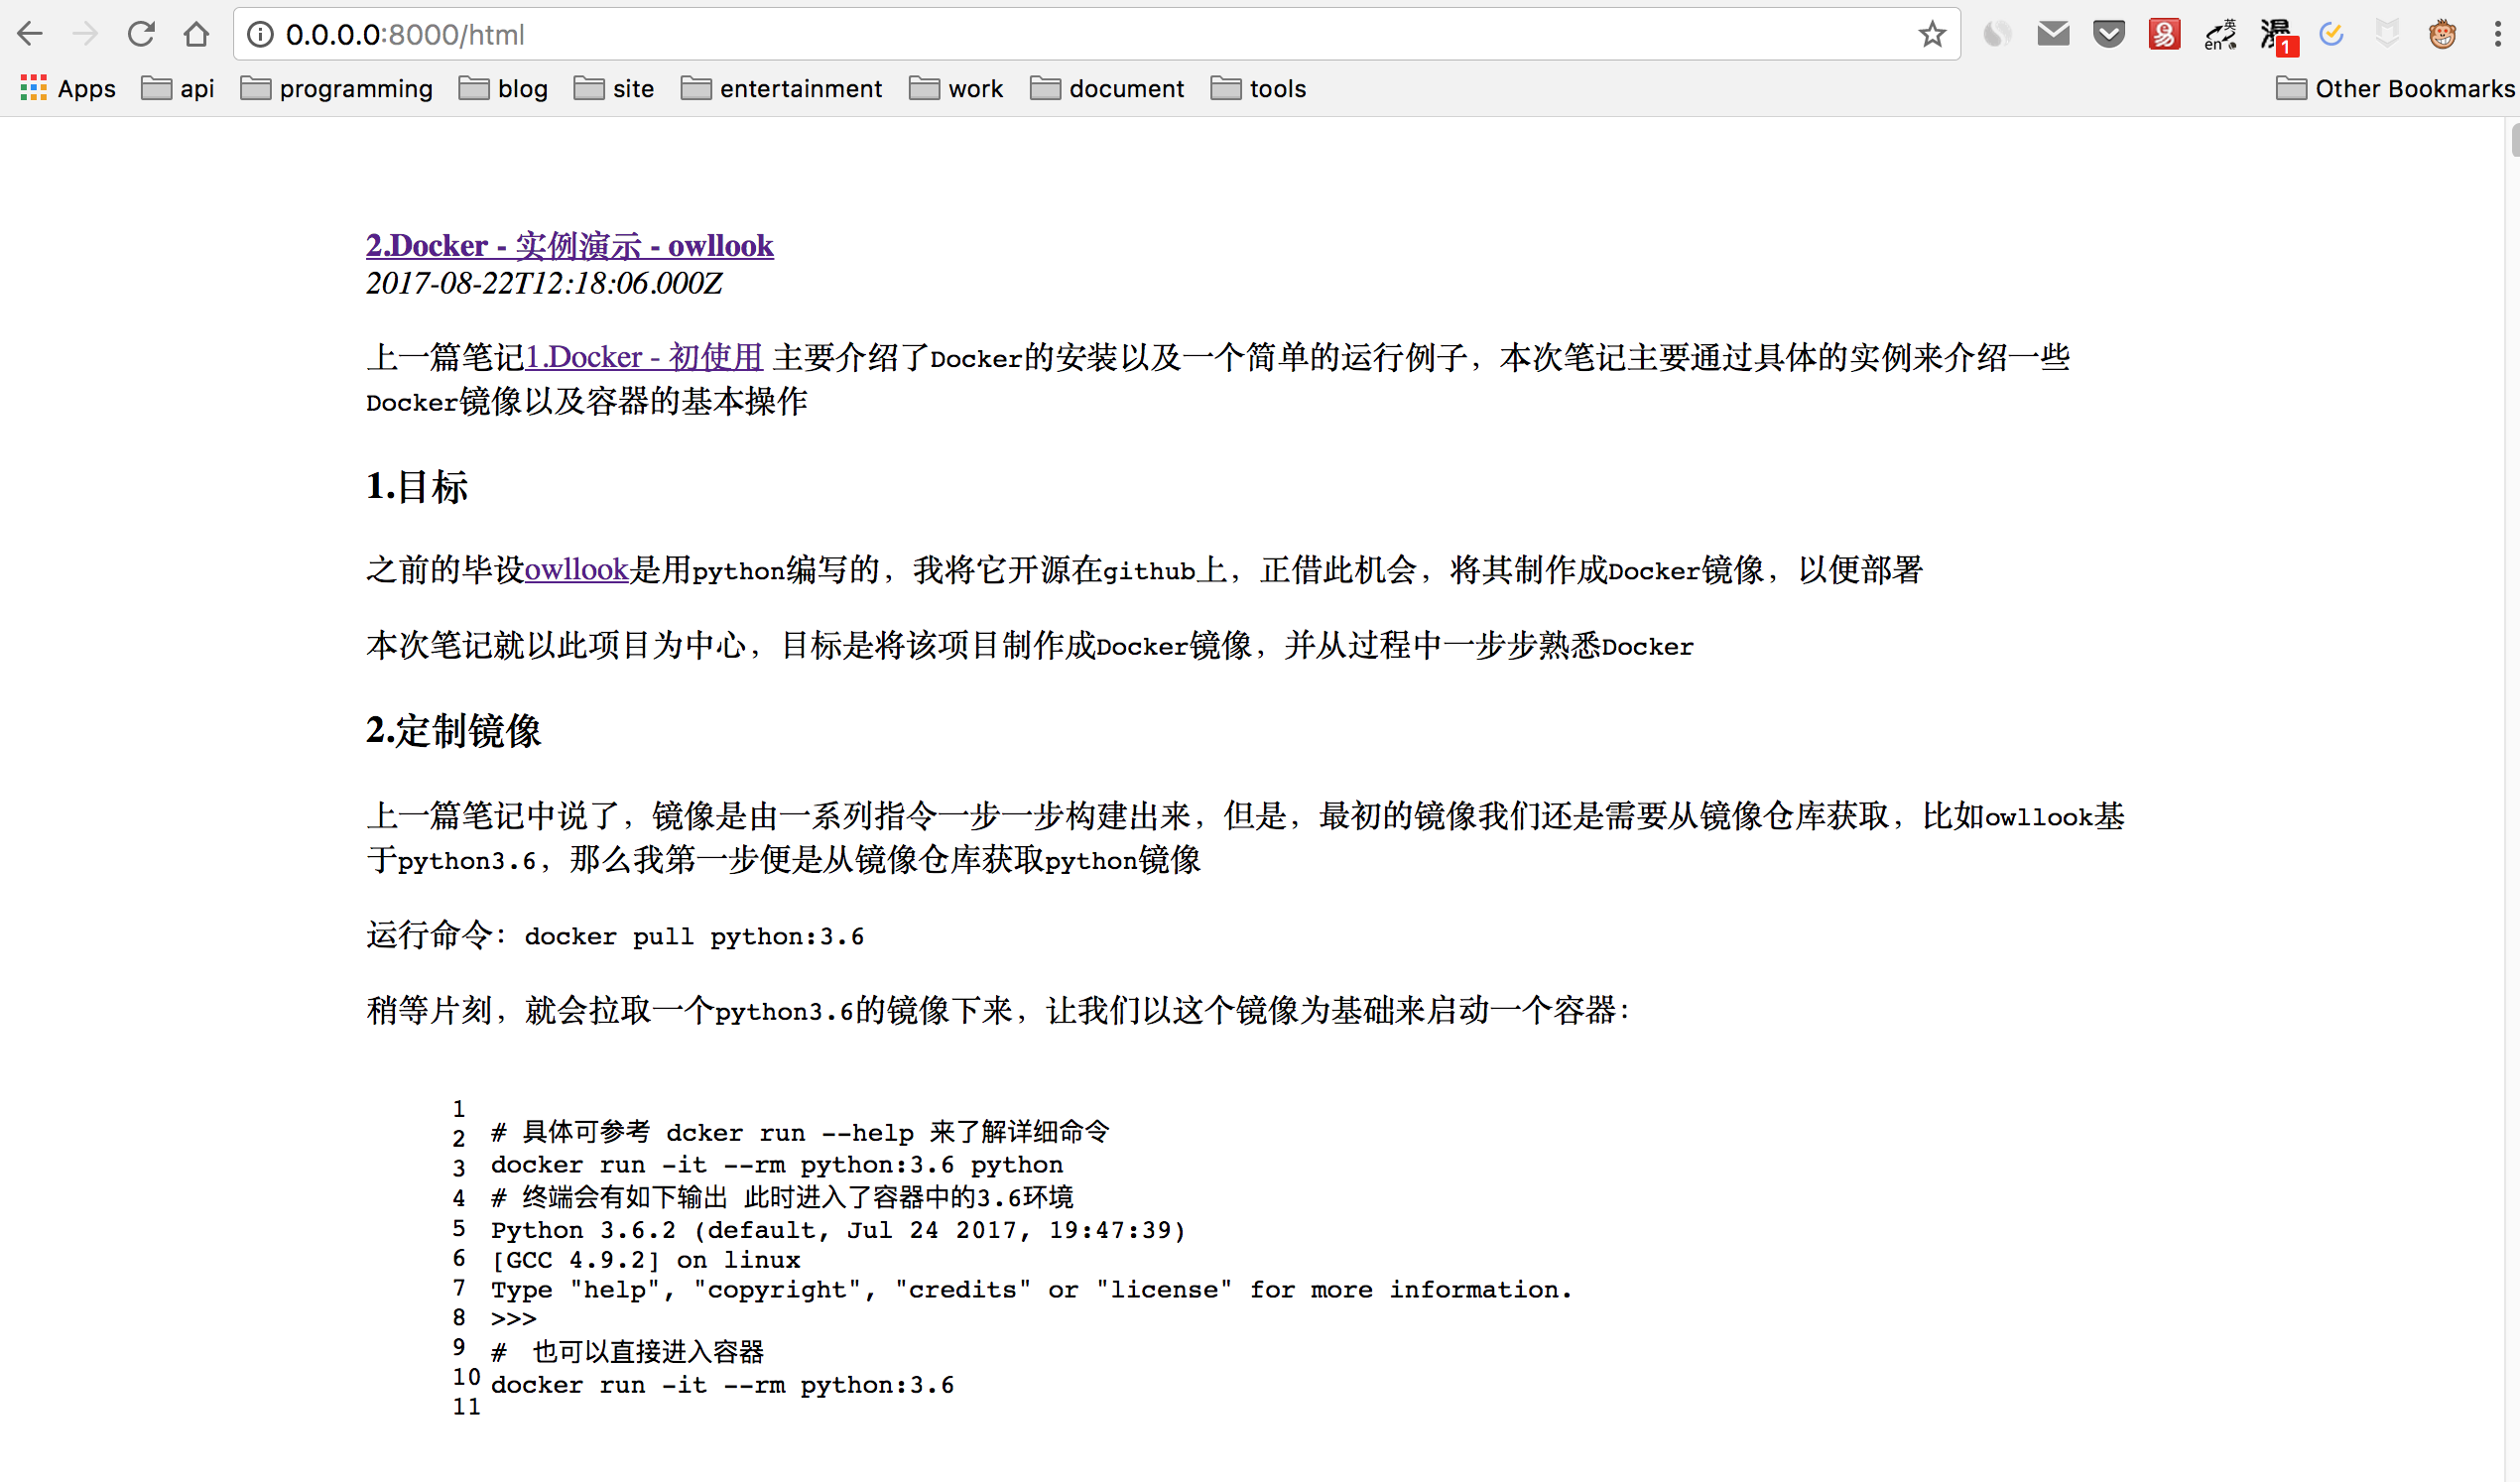 0.0.0.0:8000/html
易
英
en
1
Apps api programming blog site entertainment work document tools Other Bookmarks
2.Docker - 实例演示 - owllook
2017-08-22T12:18:06.000Z
上一篇笔记1.Docker - 初使用 主要介绍了Docker的安装以及一个简单的运行例子，本次笔记主要通过具体的实例来介绍一些
Docker镜像以及容器的基本操作
1.目标
之前的毕设owllook是用python编写的，我将它开源在github上，正借此机会，将其制作成Docker镜像，以便部署
本次笔记就以此项目为中心，目标是将该项目制作成Docker镜像，并从过程中一步步熟悉Docker
2.定制镜像
上一篇笔记中说了，镜像是由一系列指令一步一步构建出来，但是，最初的镜像我们还是需要从镜像仓库获取，比如owllook基
于python3.6，那么我第一步便是从镜像仓库获取python镜像
运行命令：docker pull python:3.6
稍等片刻，就会拉取一个python3.6的镜像下来，让我们以这个镜像为基础来启动一个容器：
1
2 # 具体可参考 dcker run --help 来了解详细命令
3 docker run -it --rm python:3.6 python
4 # 终端会有如下输出 此时进入了容器中的3.6环境
5 Python 3.6.2 (default, Jul 24 2017, 19:47:39)
6 [GCC 4.9.2] on linux
7 Type "help", "copyright", "credits" or "license" for more information.
8 >>>
9 # 也可以直接进入容器
10 docker run -it --rm python:3.6
11